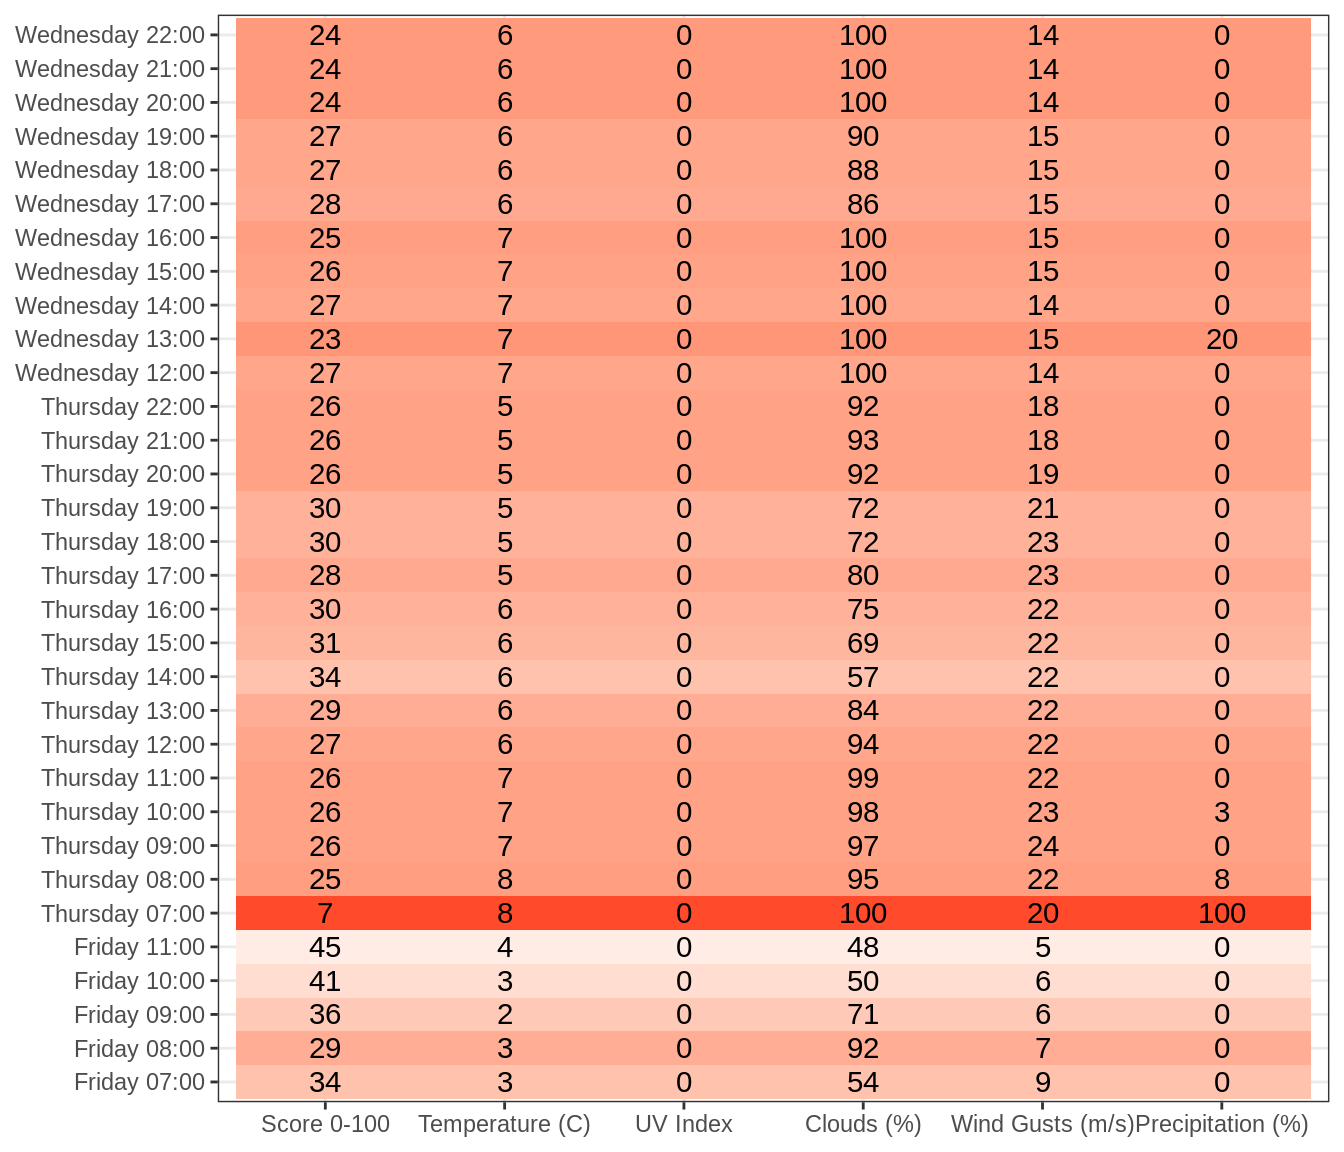 Wednesday 22:00 24 6 0 100 14 0
Wednesday 21:00 24 6 0 100 14 0
Wednesday 20:00 24 6 0 100 14 0
Wednesday 19:00 27 6 0 90 15 0
Wednesday 18:00 27 6 0 88 15 0
Wednesday 17:00 28 6 0 86 15 0
Wednesday 16:00 25 7 0 100 15 0
Wednesday 15:00 26 7 0 100 15 0
Wednesday 14:00 27 7 0 100 14 0
Wednesday 13:00 23 7 0 100 15 20
Wednesday 12:00 27 7 0 100 14 0
Thursday 22:00 26 5 0 92 18 0
Thursday 21:00 26 5 0 93 18 0
Thursday 20:00 26 5 0 92 19 0
Thursday 19:00 30 5 0 72 21 0
Thursday 18:00 30 5 0 72 23 0
Thursday 17:00 28 5 0 80 23 0
Thursday 16:00 30 6 0 75 22 0
Thursday 15:00 31 6 0 69 22 0
Thursday 14:00 34 6 0 57 22 0
Thursday 13:00 29 6 0 84 22 0
Thursday 12:00 27 6 0 94 22 0
Thursday 11:00 26 7 0 99 22 0
Thursday 10:00 26 7 0 98 23 3
Thursday 09:00 26 7 0 97 24 0
Thursday 08:00 25 8 0 95 22 8
Thursday 07:00 7 8 0 100 20 100
Friday 11:00 45 4 0 48 5 0
Friday 10:00 41 3 0 50 6 0
Friday 09:00 36 2 0 71 6 0
Friday 08:00 29 3 0 92 7 0
Friday 07:00 34 3 0 54 9 0
Score 0-100 Temperature (C) UV Index Clouds (%) Wind Gusts (m/s) Precipitation (%)